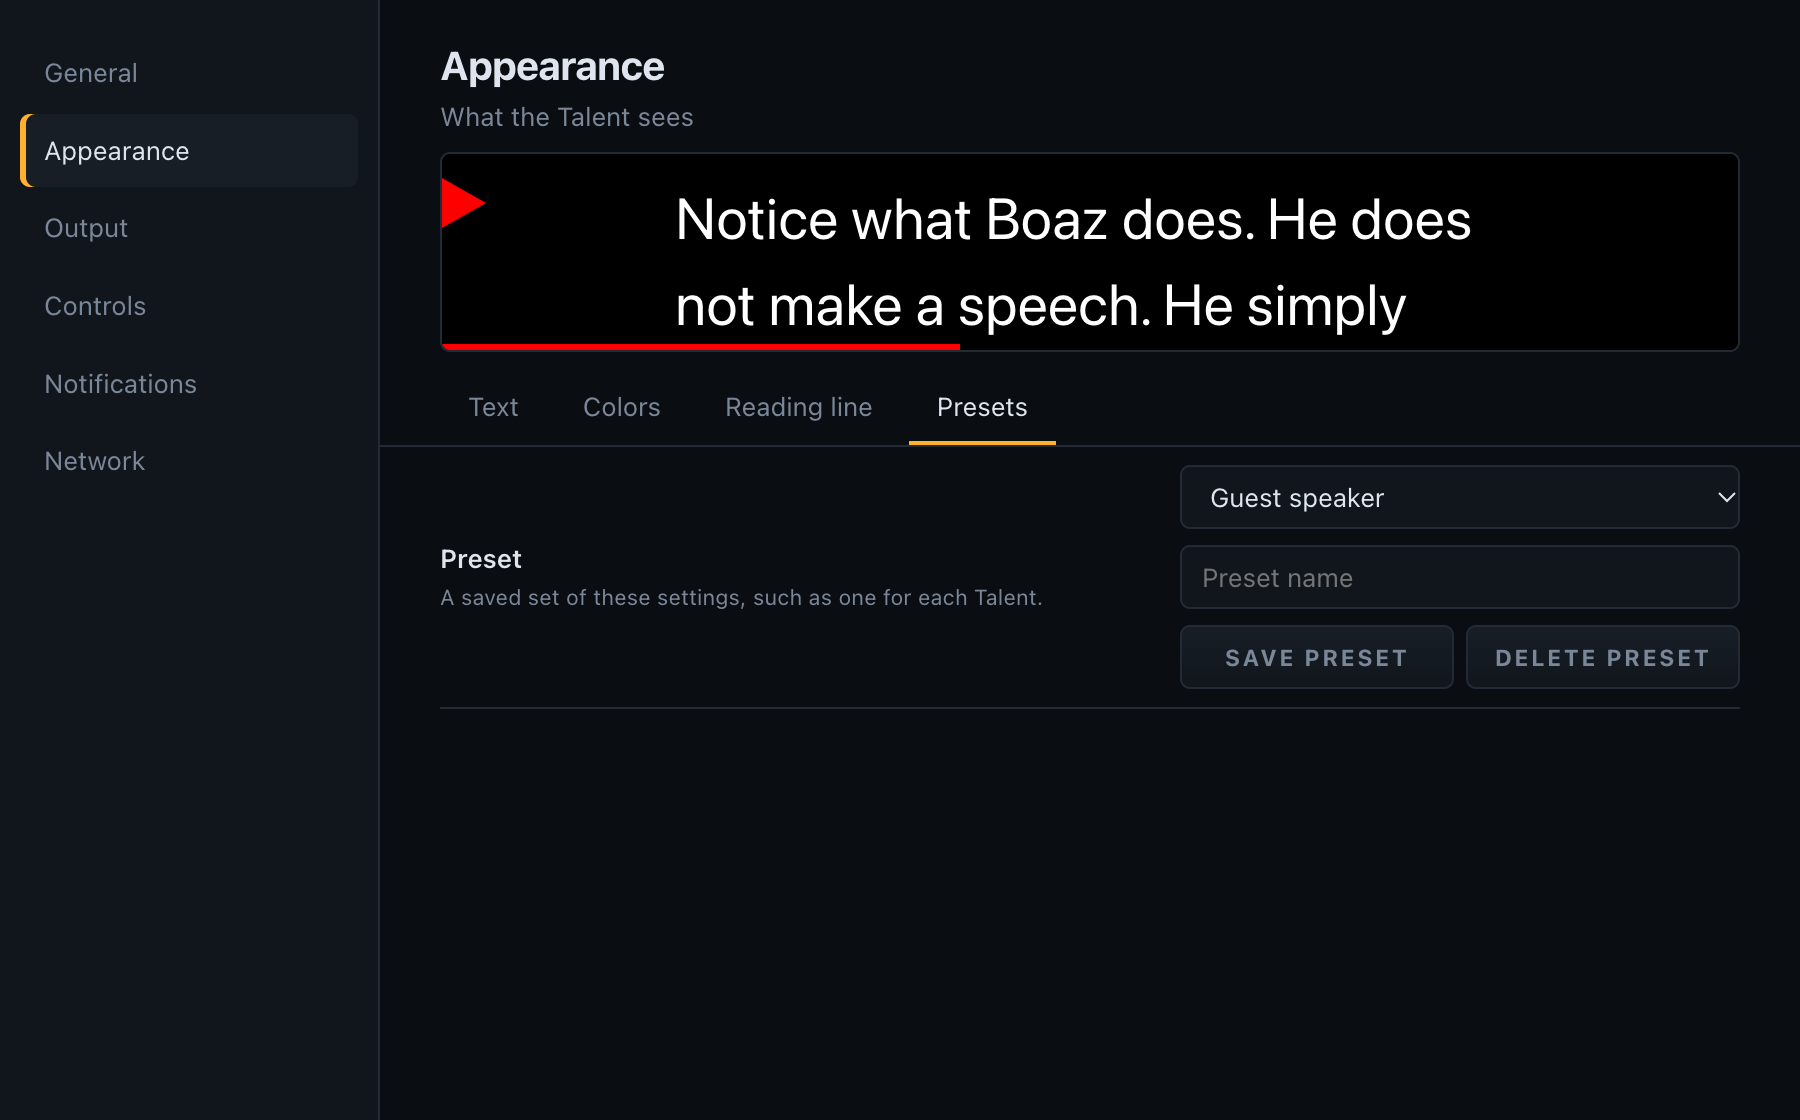 General
Appearance
Output
Controls
Notifications
Network
Appearance
What the Talent sees
Notice what Boaz does. He does
not make a speech. He simply
Text
Colors
Reading line
Presets
Guest speaker
Preset
A saved set of these settings, such as one for each Talent.
Preset name
SAVE PRESET
DELETE PRESET